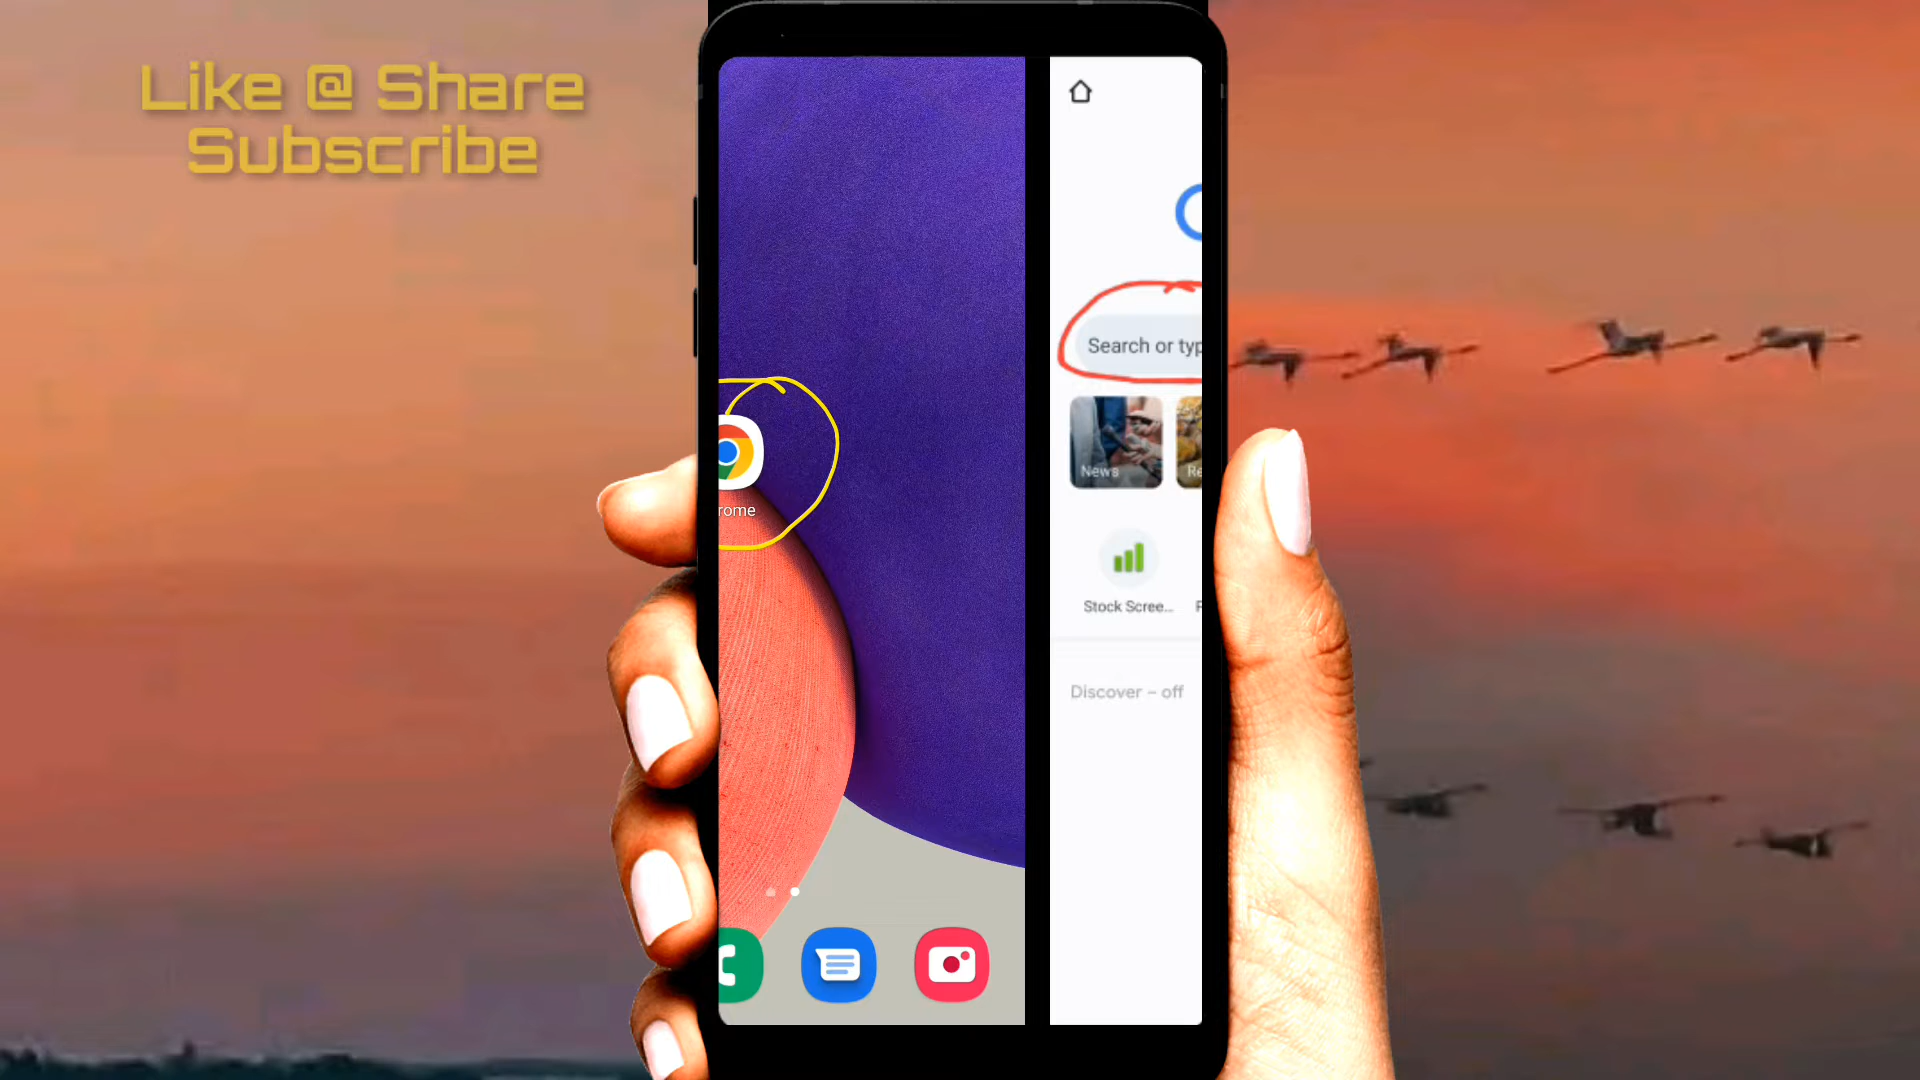 Like @ Share
Subscribe
Search or typ
News
Re
rome
Stock Scree...
Discover – off